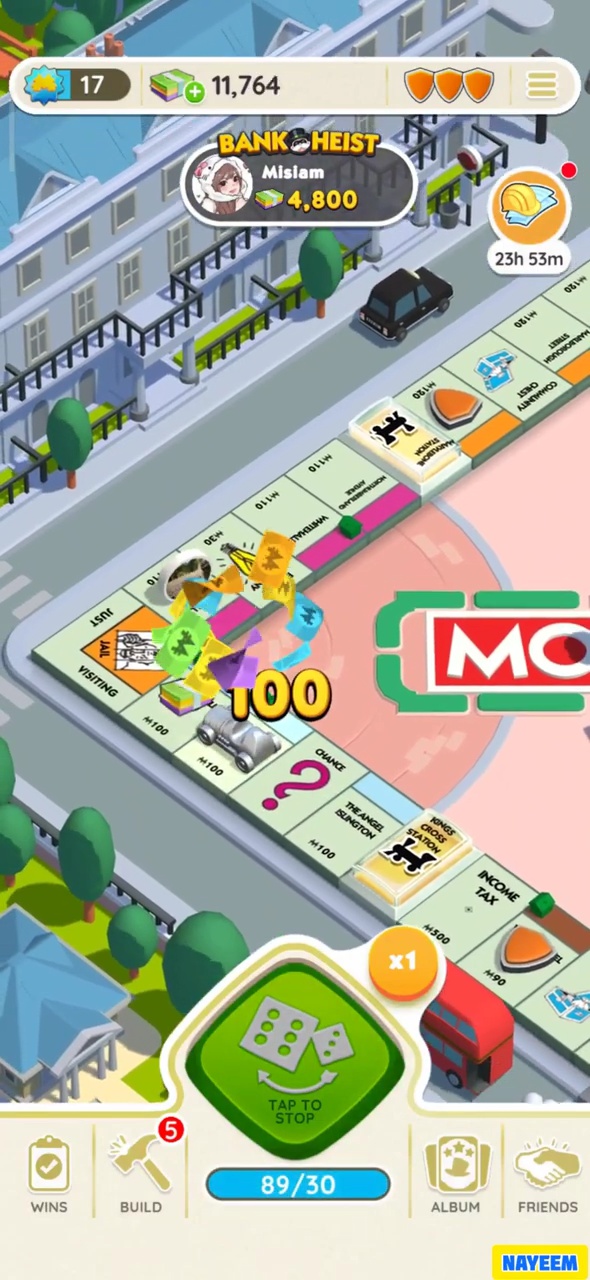 17
11,764
BANK HEIST
Misiam
4,800
23h 53m
M120
M120
MARLBOROUGH
STREET
COMMUNITY
CHEST
M120
MARYLEBONE
STATION
M110
NORTHUMBERLAND
AVENUE
M110
WHITEHALL
M30
JUST
JAIL
VISITING
100
MO
M100
M100
CHANCE
THE ANGEL
ISLINGTON
M100
KINGS
CROSS
STATION
INCOME
TAX
M500
M90
x1
TAP TO
STOP
5
89/30
WINS
BUILD
ALBUM
FRIENDS
NAYEEM